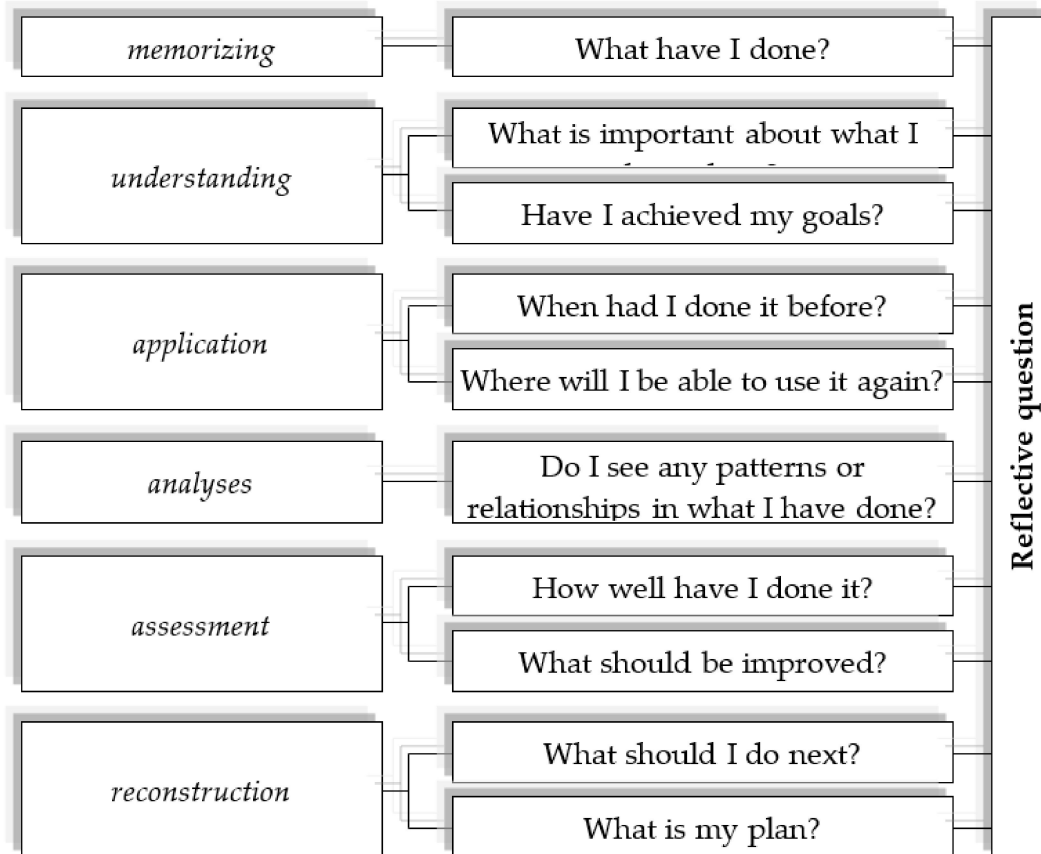 memorizing
What have I done?
understanding
What is important about what I
Have I achieved my goals?
application
When had I done it before?
Where will I be able to use it again?
analyses
Do I see any patterns or
relationships in what I have done?
assessment
How well have I done it?
What should be improved?
reconstruction
What should I do next?
What is my plan?
Reflective question